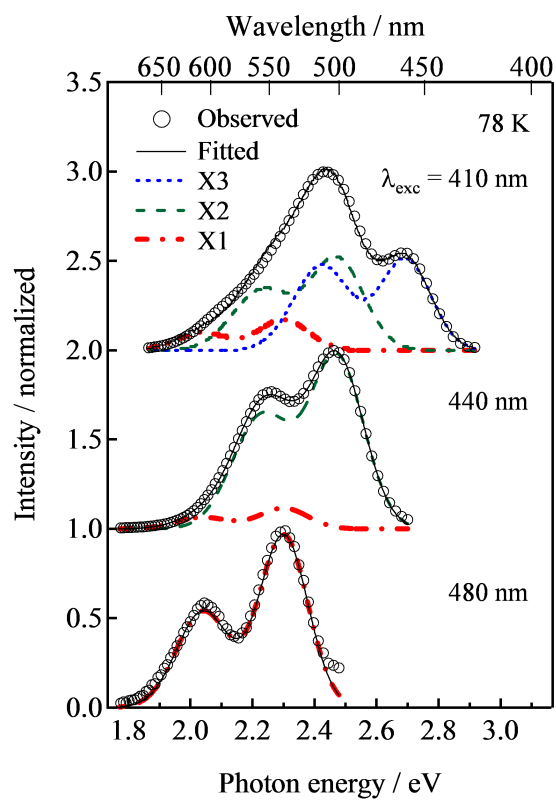 Wavelength / nm
650 600 550 500 450 400
3.5
Observed
78 K
Fitted
3.0
X3
λexc = 410 nm
X2
X1
2.5
2.0
440 nm
1.5
1.0
480 nm
0.5
0.0
Intensity / normalized
1.8 2.0 2.2 2.4 2.6 2.8 3.0
Photon energy / eV